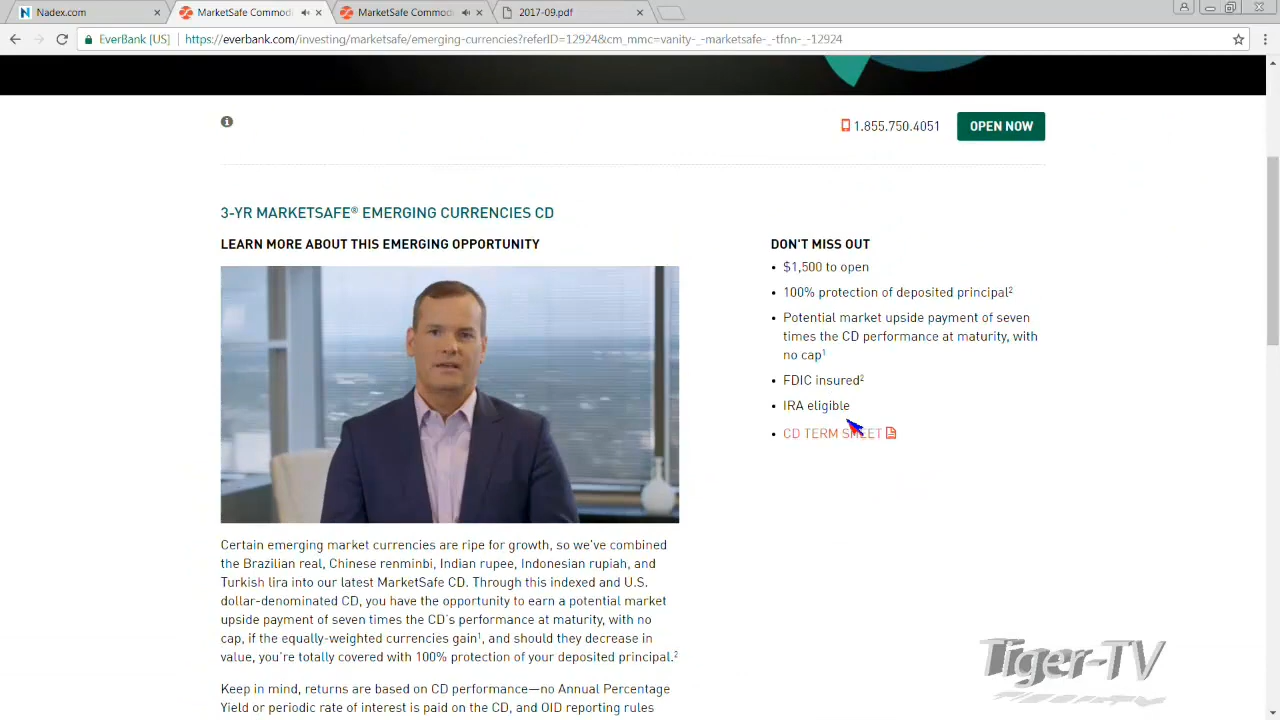 Nadex.com
MarketSafe Commod
MarketSafe Commod
2017-09.pdf
EverBank [US]
https://everbank.com/investing/marketsafe/emerging-currencies?referID=12924&cm_mmc=vanity-_-marketsafe-_-tfnn-_-12924
1.855.750.4051
OPEN NOW
3-YR MARKETSAFE® EMERGING CURRENCIES CD
LEARN MORE ABOUT THIS EMERGING OPPORTUNITY
Certain emerging market currencies are ripe for growth, so we've combined
the Brazilian real, Chinese renminbi, Indian rupee, Indonesian rupiah, and
Turkish lira into our latest MarketSafe CD. Through this indexed and U.S.
dollar-denominated CD, you have the opportunity to earn a potential market
upside payment of seven times the CD's performance at maturity, with no
cap, if the equally-weighted currencies gain¹, and should they decrease in
value, you're totally covered with 100% protection of your deposited principal.²
Keep in mind, returns are based on CD performance—no Annual Percentage
Yield or periodic rate of interest is paid on the CD, and OID reporting rules
DON'T MISS OUT
• $1,500 to open
• 100% protection of deposited principal²
• Potential market upside payment of seven
times the CD performance at maturity, with
no cap¹
• FDIC insured²
• IRA eligible
• CD TERM SHEET
Tiger-TV